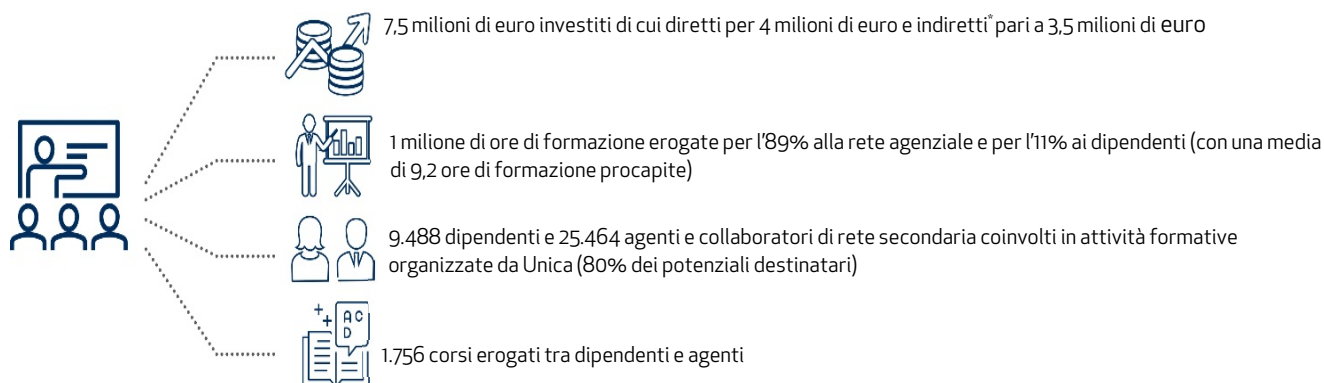 7,5 milioni di euro investiti di cui diretti per 4 milioni di euro e indiretti* pari a 3,5 milioni di euro
1 milione di ore di formazione erogate per l'89% alla rete agenziale e per l'11% ai dipendenti (con una media
di 9,2 ore di formazione procapite)
9.488 dipendenti e 25.464 agenti e collaboratori di rete secondaria coinvolti in attività formative
organizzate da Unica (80% dei potenziali destinatari)
A C
D
1.756 corsi erogati tra dipendenti e agenti